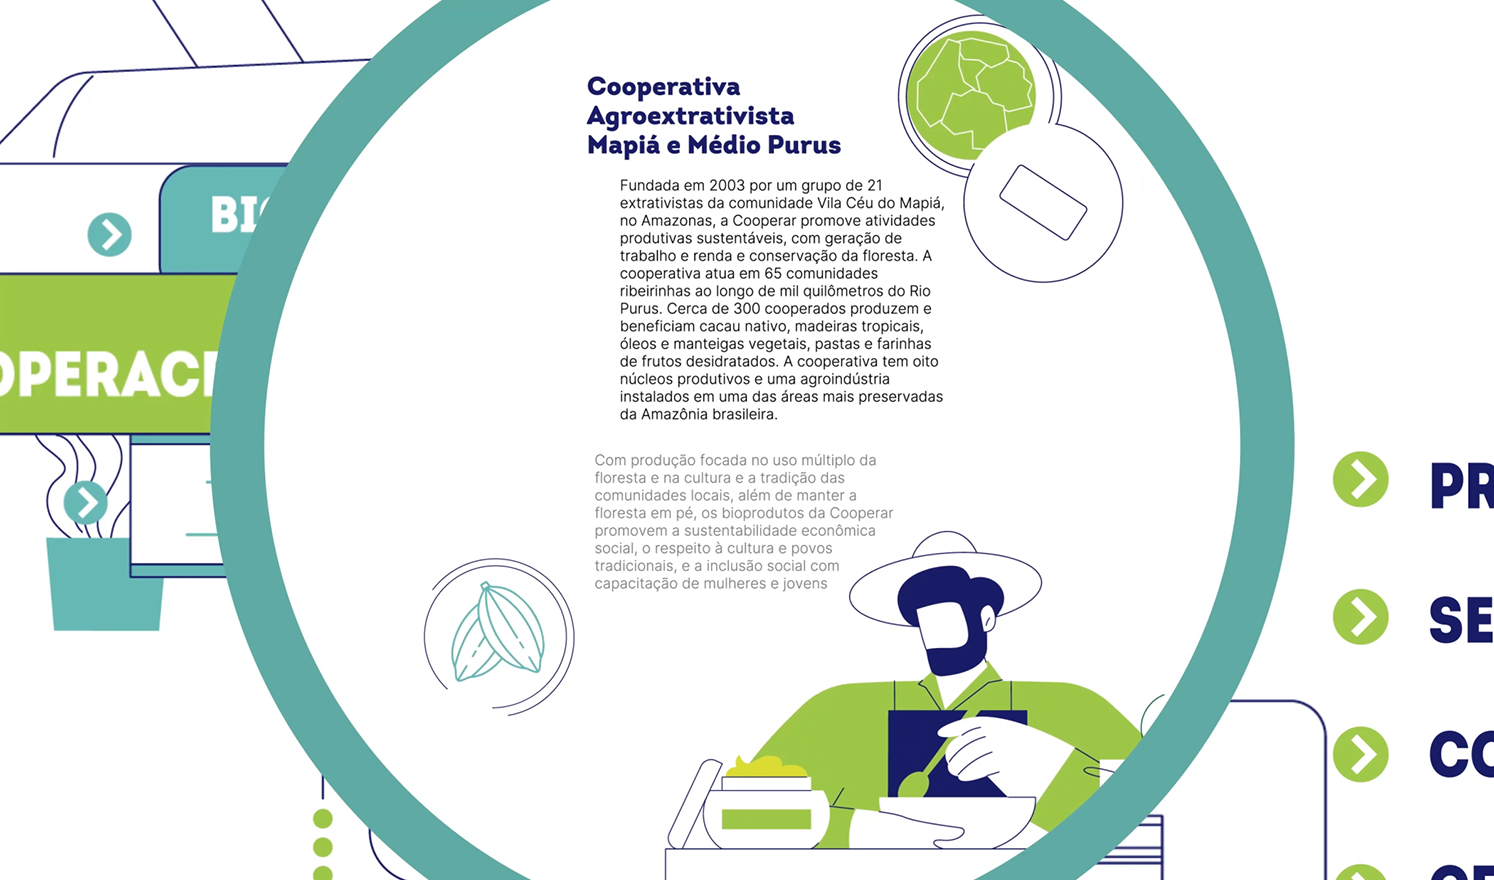 Cooperativa
Agroextrativista
Mapiá e Médio Purus
Fundada em 2003 por um grupo de 21
extrativistas da comunidade Vila Céu do Mapiá,
no Amazonas, a Cooperar promove atividades
produtivas sustentáveis, com geração de
trabalho e renda e conservação da floresta. A
cooperativa atua em 65 comunidades
ribeirinhas ao longo de mil quilômetros do Rio
Purus. Cerca de 300 cooperados produzem e
beneficiam cacau nativo, madeiras tropicais,
óleos e manteigas vegetais, pastas e farinhas
de frutos desidratados. A cooperativa tem oito
núcleos produtivos e uma agroindústria
instalados em uma das áreas mais preservadas
da Amazônia brasileira.
Com produção focada no uso múltiplo da
floresta e na cultura e a tradição das
comunidades locais, além de manter a
floresta em pé, os bioprodutos da Cooperar
promovem a sustentabilidade econômica
social, o respeito à cultura e povos
tradicionais, e a inclusão social com
capacitação de mulheres e jovens
BI
OPERAC
PR
SE
CO